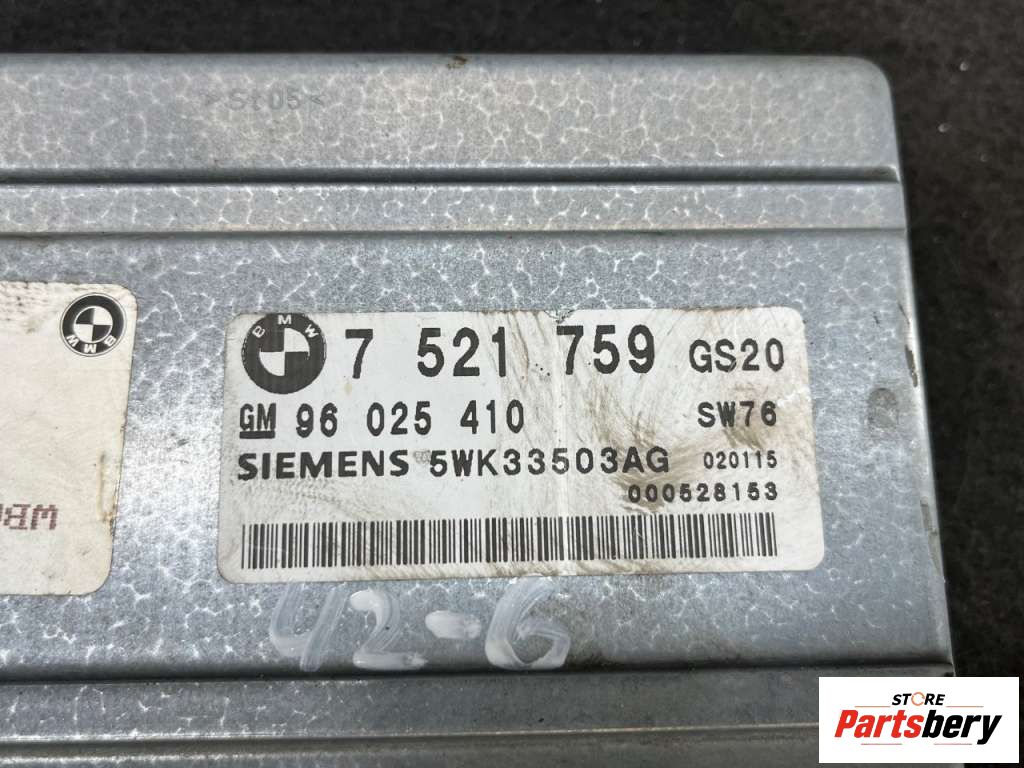 >St05<
BMW
BMW 7 521 759 GS20
GM 96 025 410 SW76
SIEMENS 5WK33503AG 020115
000528153
42-6
STORE
Partsbery